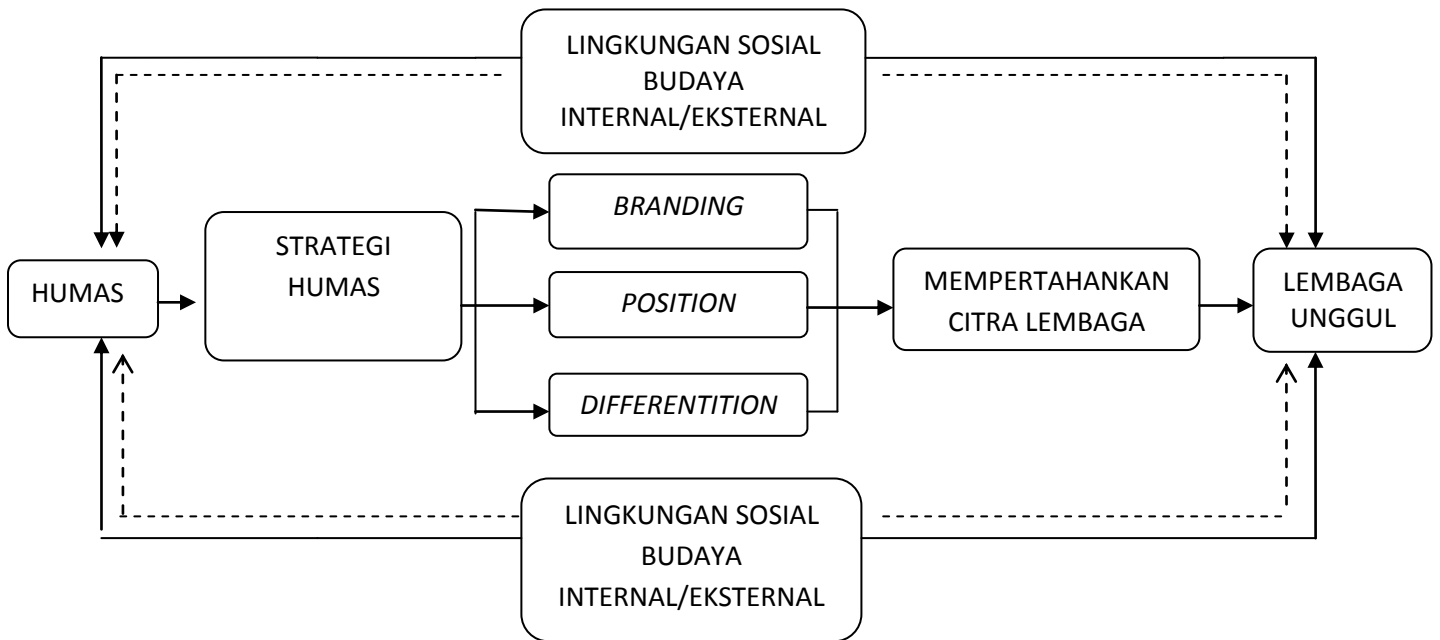 LINGKUNGAN SOSIAL
BUDAYA
INTERNAL/EKSTERNAL
HUMAS
STRATEGI
HUMAS
BRANDING
POSITION
DIFFERENTITION
MEMPERTAHANKAN
CITRA LEMBAGA
LEMBAGA
UNGGUL
LINGKUNGAN SOSIAL
BUDAYA
INTERNAL/EKSTERNAL